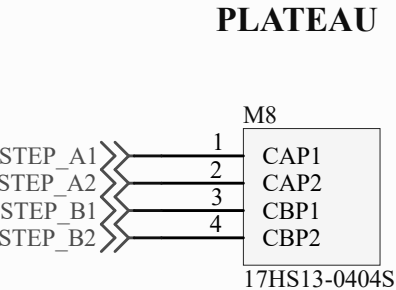 PLATEAU
M8
STEP_A1 1 CAP1
STEP_A2 2 CAP2
STEP_B1 3 CBP1
STEP_B2 4 CBP2
17HS13-0404S